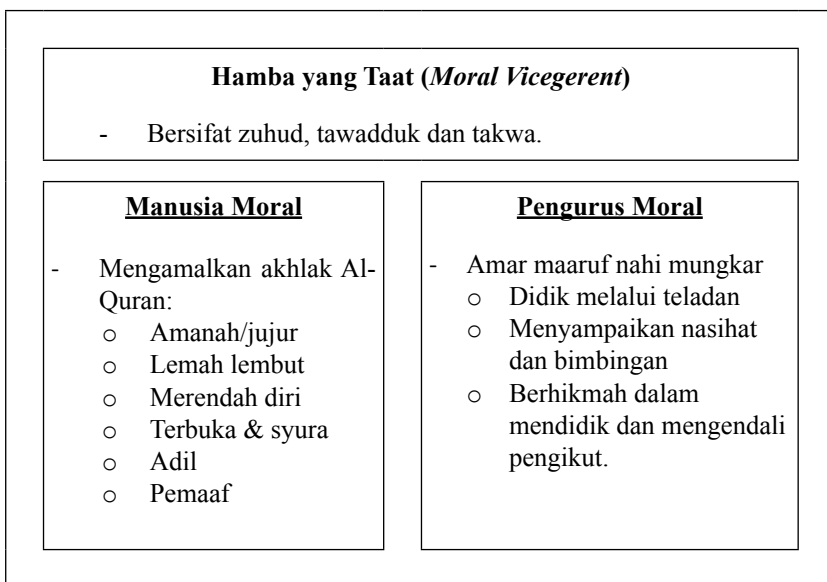 Hamba yang Taat (Moral Vicegerent)
- Bersifat zuhud, tawadduk dan takwa.
Manusia Moral
- Mengamalkan akhlak Al-
Quran:
o Amanah/jujur
o Lemah lembut
o Merendah diri
o Terbuka & syura
o Adil
o Pemaaf
Pengurus Moral
- Amar maaruf nahi mungkar
o Didik melalui teladan
o Menyampaikan nasihat
dan bimbingan
o Berhikmah dalam
mendidik dan mengendali
pengikut.